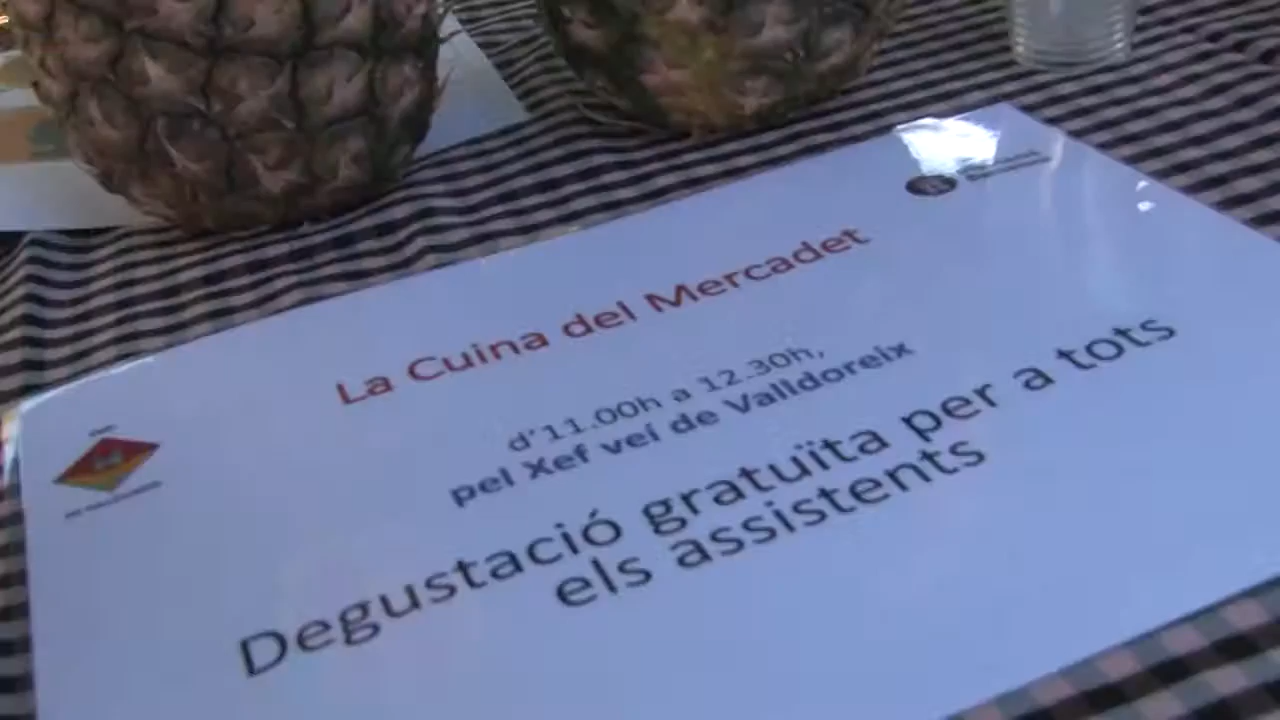 La Cuina del Mercadet
d'11.00h a 12.30h,
pel Xef veí de Valldoreix
Degustació gratuïta per a tots
els assistents